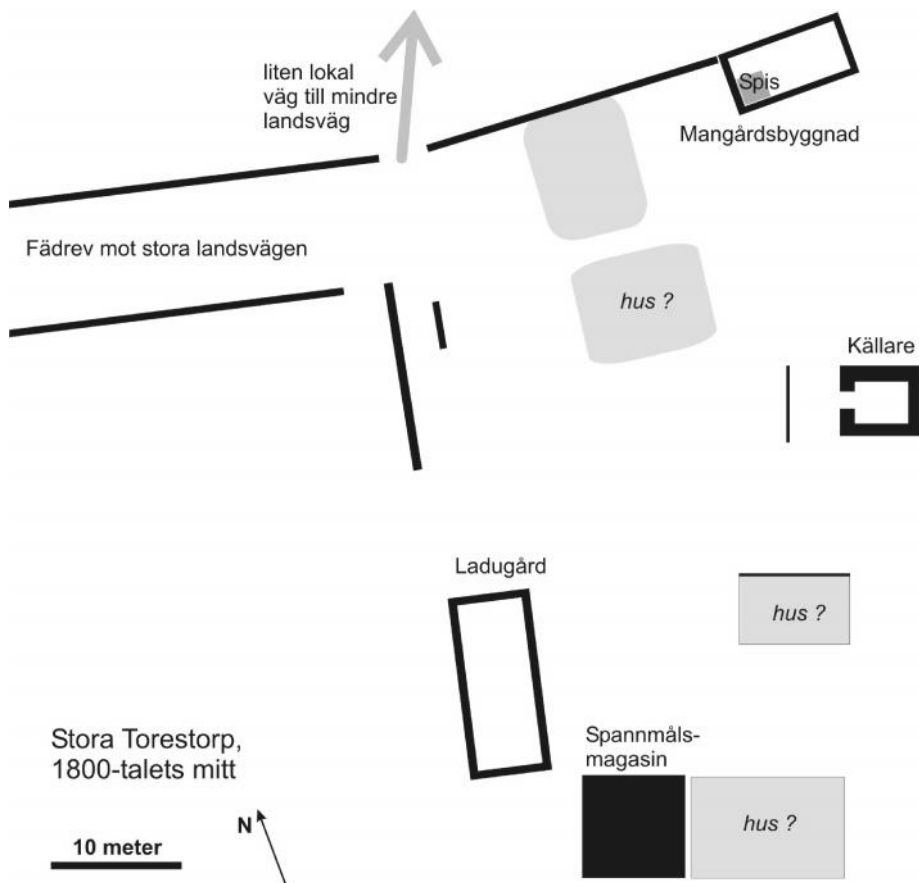 liten lokal
väg till mindre
landsväg
Spis
Mangårdsbyggnad
Fädrev mot stora landsvägen
hus ?
Källare
Ladugård
hus ?
Stora Torestorp,
1800-talets mitt
Spannmåls-
magasin
hus ?
N
10 meter